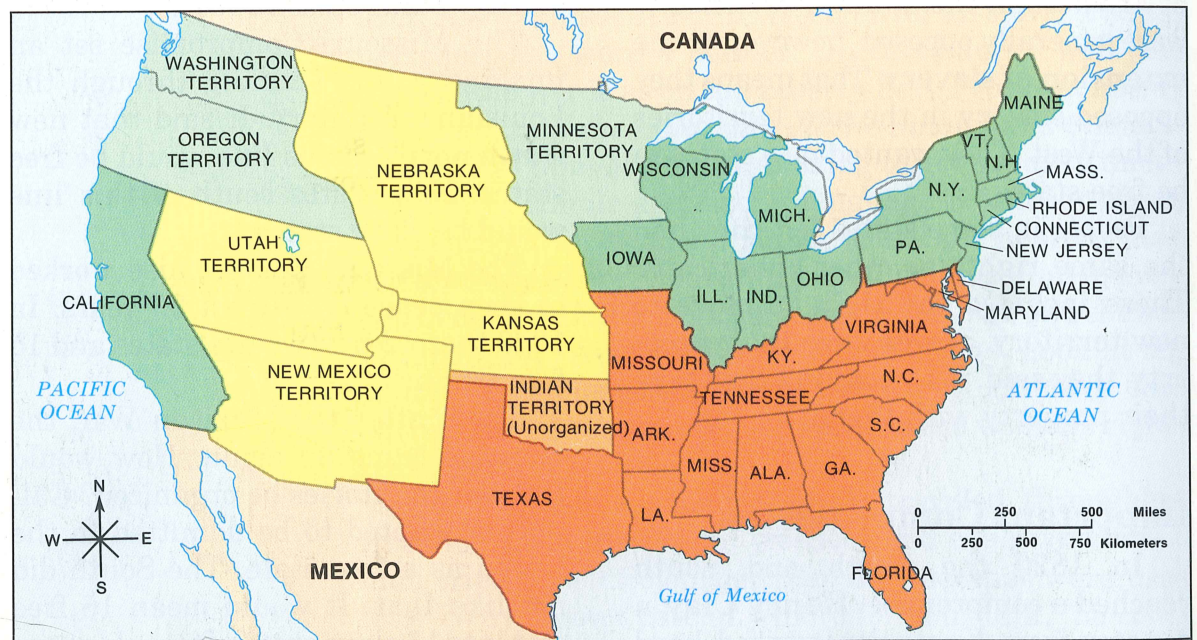 CANADA
WASHINGTON
TERRITORY
OREGON
TERRITORY
NEBRASKA
TERRITORY
MINNESOTA
TERRITORY
WISCONSIN
MAINE
VT.
N.H.
MASS.
N.Y.
RHODE ISLAND
CONNECTICUT
NEW JERSEY
MICH.
PA.
IOWA
UTAH
TERRITORY
CALIFORNIA
ILL.
IND.
OHIO
DELAWARE
MARYLAND
KANSAS
TERRITORY
NEW MEXICO
TERRITORY
MISSOURI
KY.
VIRGINIA
PACIFIC
OCEAN
INDIAN
TERRITORY
(Unorganized)
TENNESSEE
N.C.
ATLANTIC
OCEAN
ARK.
S.C.
MISS.
ALA.
GA.
TEXAS
LA.
N
W
E
S
0 250 500 Miles
0 250 500 750 Kilometers
MEXICO
FLORIDA
Gulf of Mexico